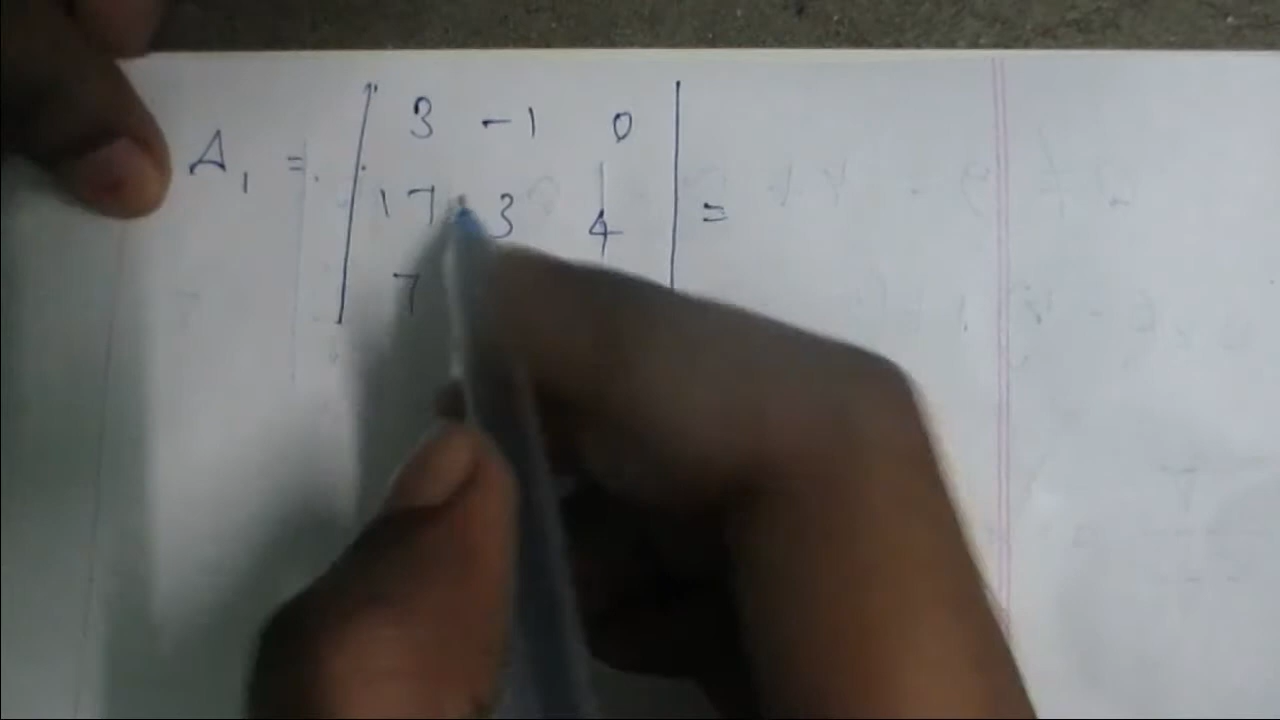 A₁ = | 3 -1 0 |
| 17 3 4 | =
| 7